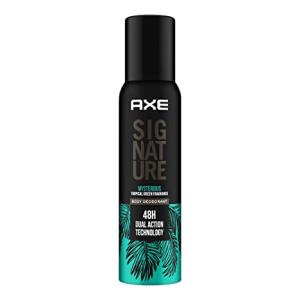 AXE
SIG
NAT
URE
MYSTERIOUS
TROPICAL GREEN FRAGRANCE
BODY DEODORANT
48H
DUAL ACTION
TECHNOLOGY